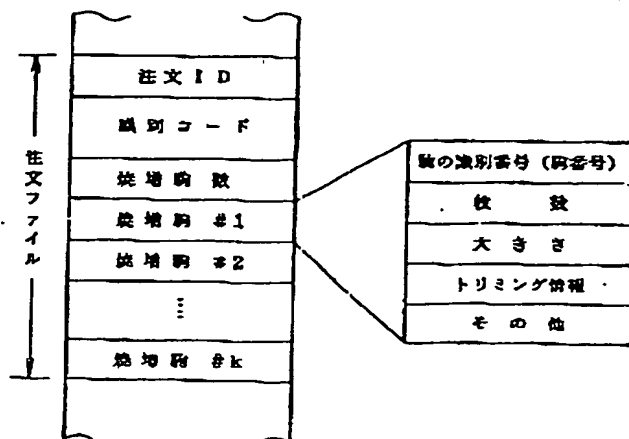 注文ID
識別コード
焼増駒数
焼増駒 #1
焼増駒 #2
焼増駒 #k
注文ファイル
駒の識別番号(駒番号)
枚 数
大きさ
トリミング情報
その他